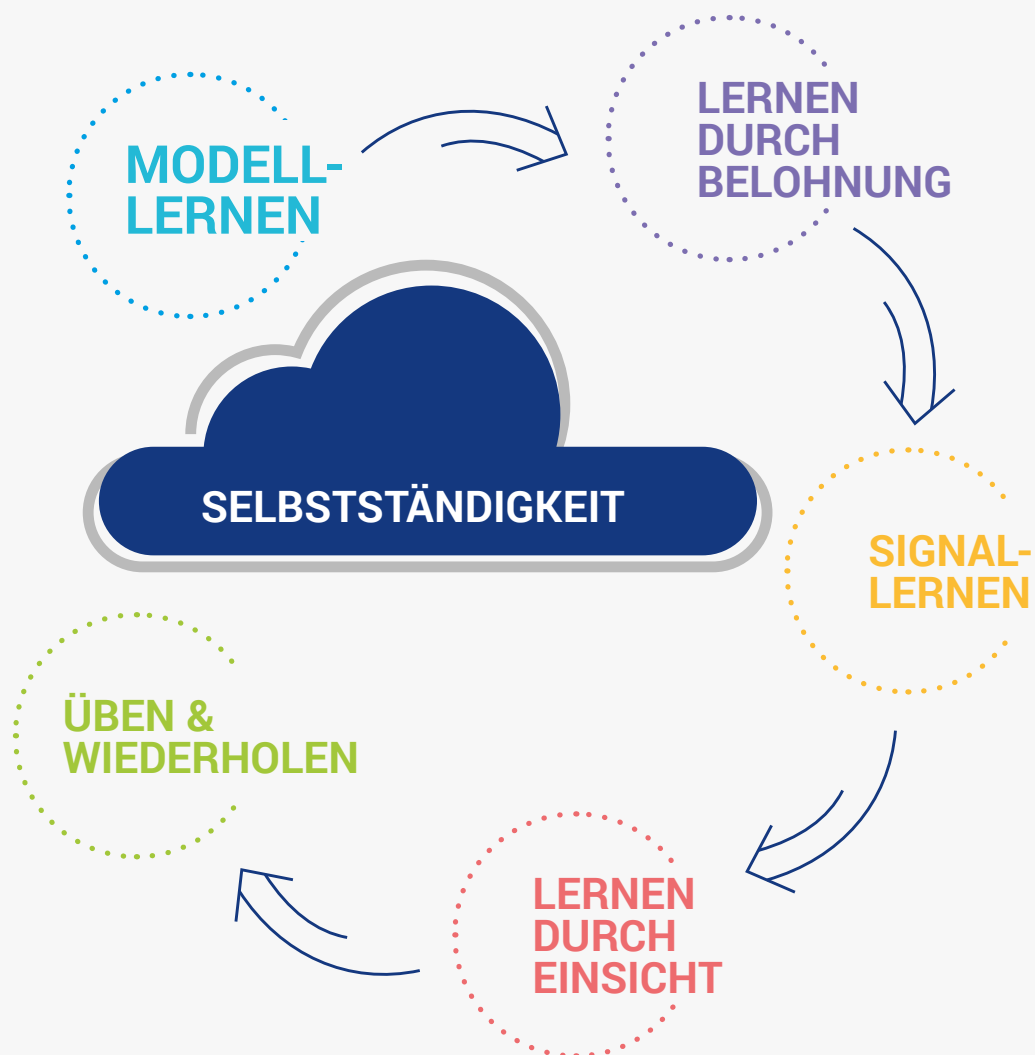 MODELL-
LERNEN
LERNEN
DURCH
BELOHNUNG
SELBSTSTÄNDIGKEIT
SIGNAL-
LERNEN
ÜBEN &
WIEDERHOLEN
LERNEN
DURCH
EINSICHT